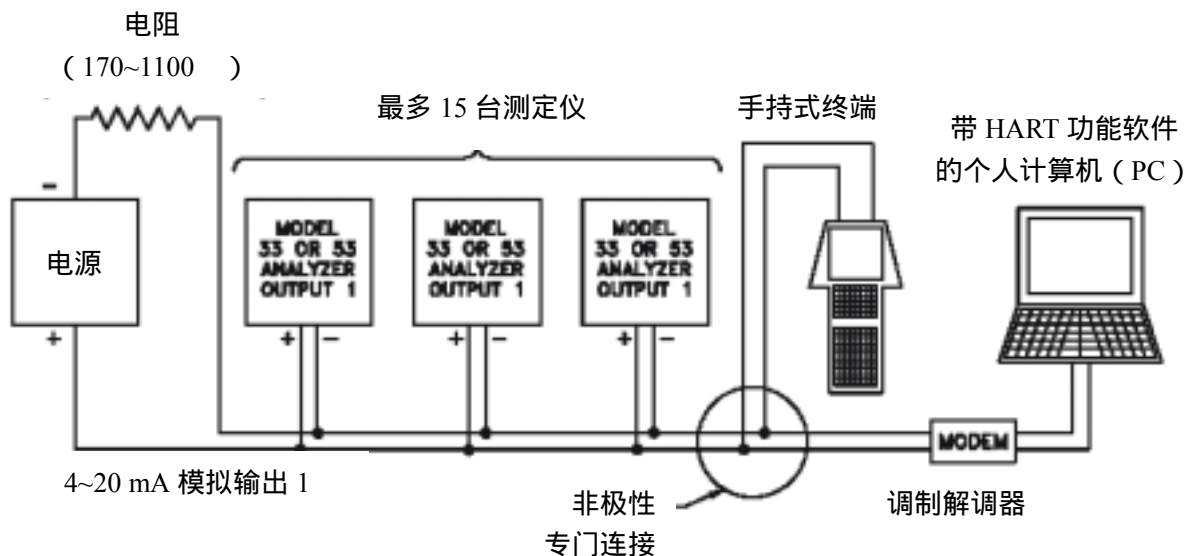 电阻
（170~1100 ）
最多 15 台测定仪
手持式终端
带 HART 功能软件
的个人计算机（PC）
-
电源
+
MODEL
33 OR 53
ANALYZER
OUTPUT 1
+ -
MODEL
33 OR 53
ANALYZER
OUTPUT 1
+ -
MODEL
33 OR 53
ANALYZER
OUTPUT 1
+ -
MODEM
4~20 mA 模拟输出 1
非极性
专门连接
调制解调器